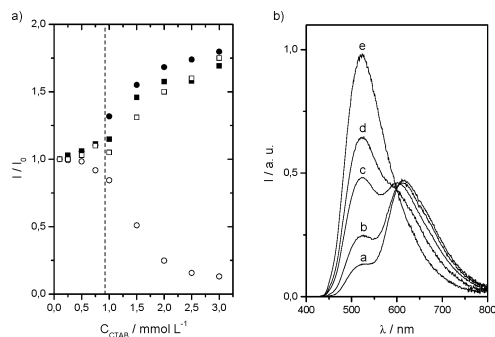 a)
2,0
1,5
1,0
0,5
0,0
I / I0
0,0 0,5 1,0 1,5 2,0 2,5 3,0
C CTAB / mmol L-1
b)
1,0
0,5
0,0
I / a. u.
e
d
c
b
a
400 500 600 700 800
λ / nm